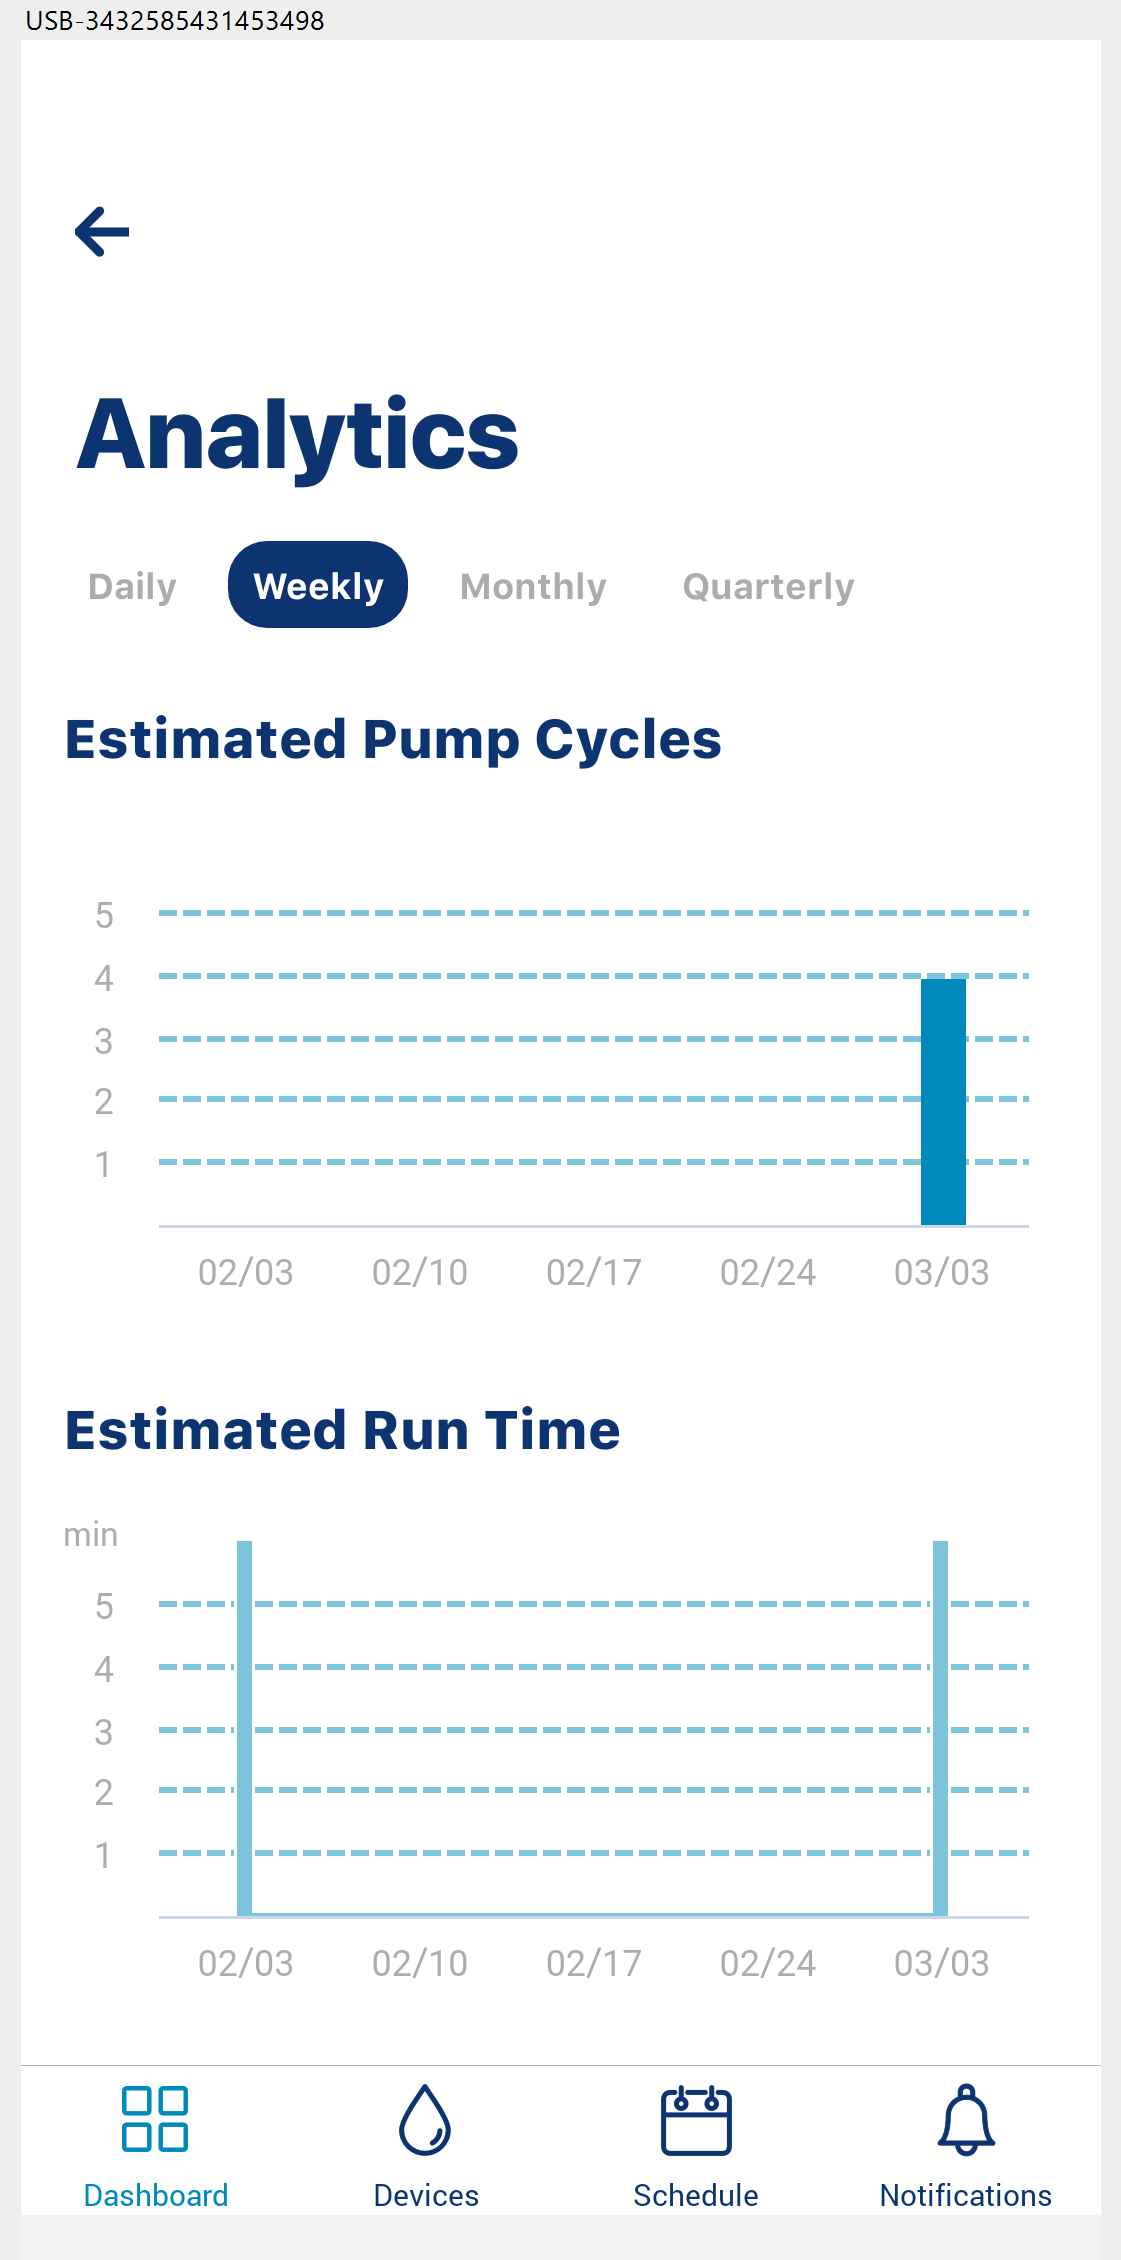 USB-3432585431453498
Analytics
Daily Weekly Monthly Quarterly
Estimated Pump Cycles
5
4
3
2
1
02/03 02/10 02/17 02/24 03/03
Estimated Run Time
min
5
4
3
2
1
02/03 02/10 02/17 02/24 03/03
Dashboard Devices Schedule Notifications